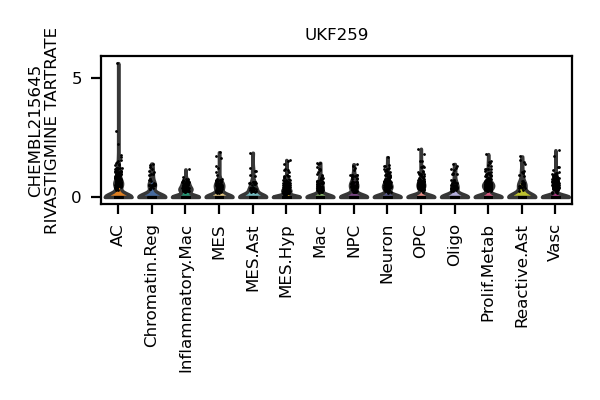 UKF259
CHEMBL215645
RIVASTIGMINE TARTRATE
5
0
AC
Chromatin.Reg
Inflammatory.Mac
MES
MES.Ast
MES.Hyp
Mac
NPC
Neuron
OPC
Oligo
Prolif.Metab
Reactive.Ast
Vasc